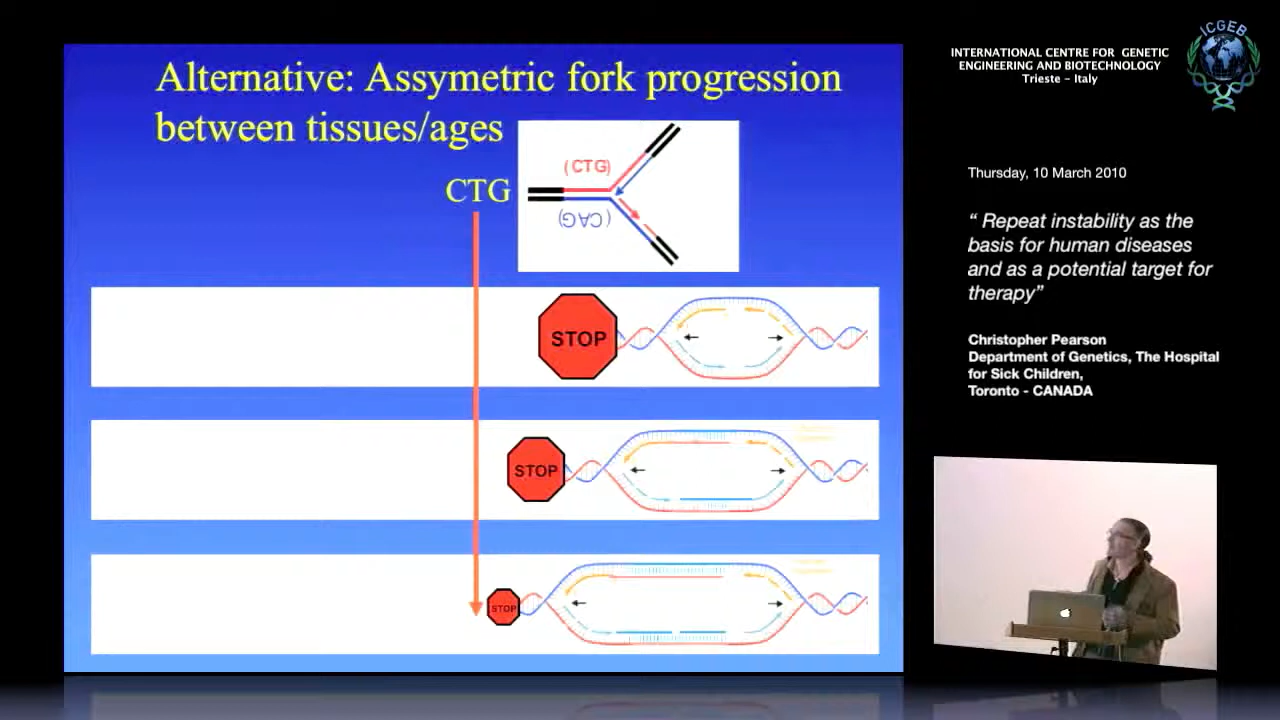 Alternative: Assymetric fork progression
between tissues/ages
CTG
(CTG)
(CAG)
STOP
STOP
STOP
ICGEB
INTERNATIONAL CENTRE FOR GENETIC
ENGINEERING AND BIOTECHNOLOGY
Trieste – Italy
Thursday, 10 March 2010
“ Repeat instability as the
basis for human diseases
and as a potential target for
therapy”
Christopher Pearson
Department of Genetics, The Hospital
for Sick Children,
Toronto - CANADA